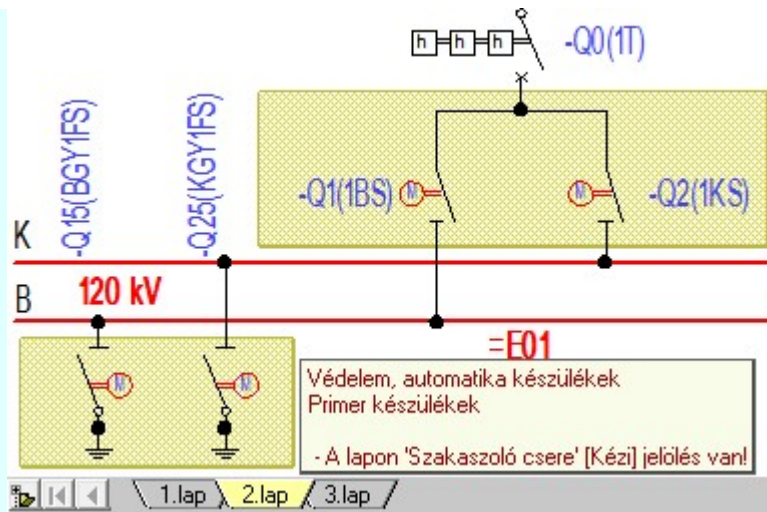 h h h -Q0(1T)
-Q15(BGY1FS)
-Q25(KGY1FS)
-Q1(1BS) M
M -Q2(1KS)
K
B 120 kV
=E01
M M
Védelem, automatika készülékek
Primer készülékek
- A lapon 'Szakaszoló csere' [Kézi] jelölés van!
1.lap 2.lap 3.lap